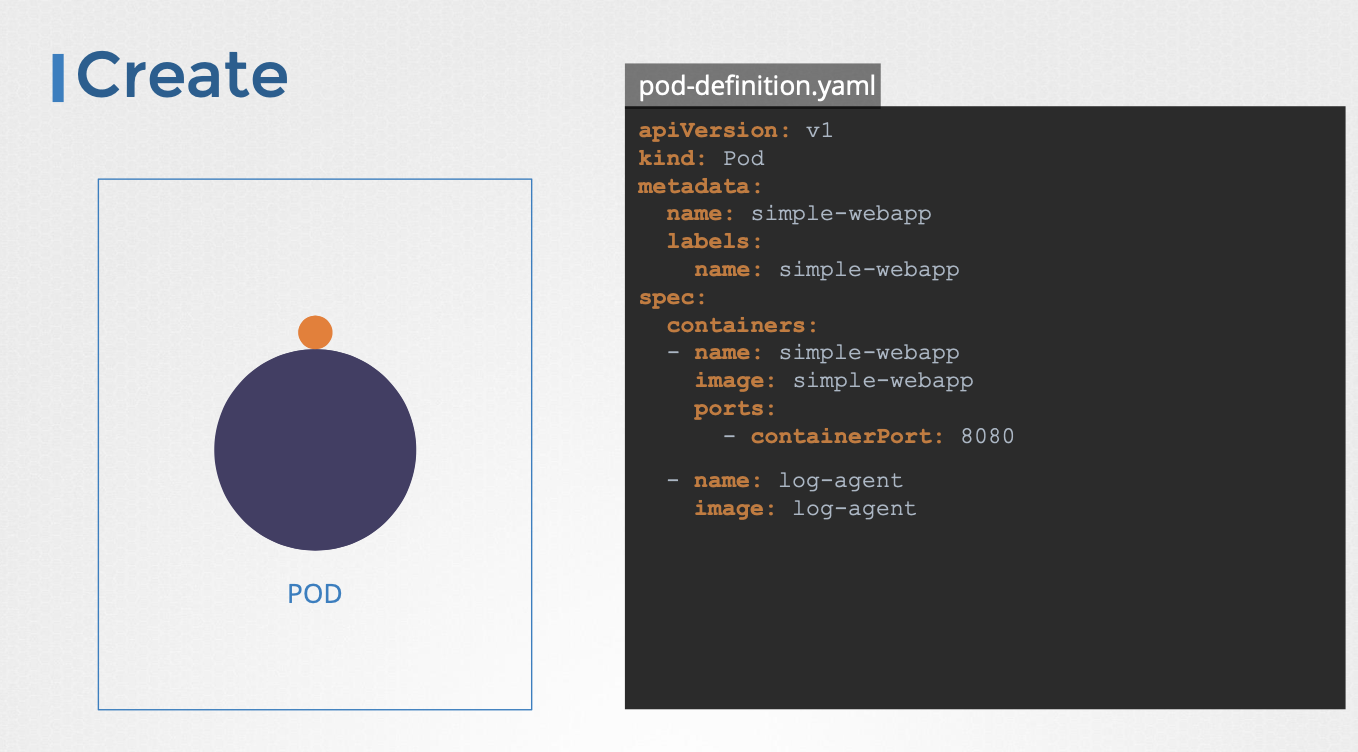 Create
POD
pod-definition.yaml
apiVersion: v1
kind: Pod
metadata:
  name: simple-webapp
  labels:
    name: simple-webapp
spec:
  containers:
  - name: simple-webapp
    image: simple-webapp
    ports:
      - containerPort: 8080
  - name: log-agent
    image: log-agent